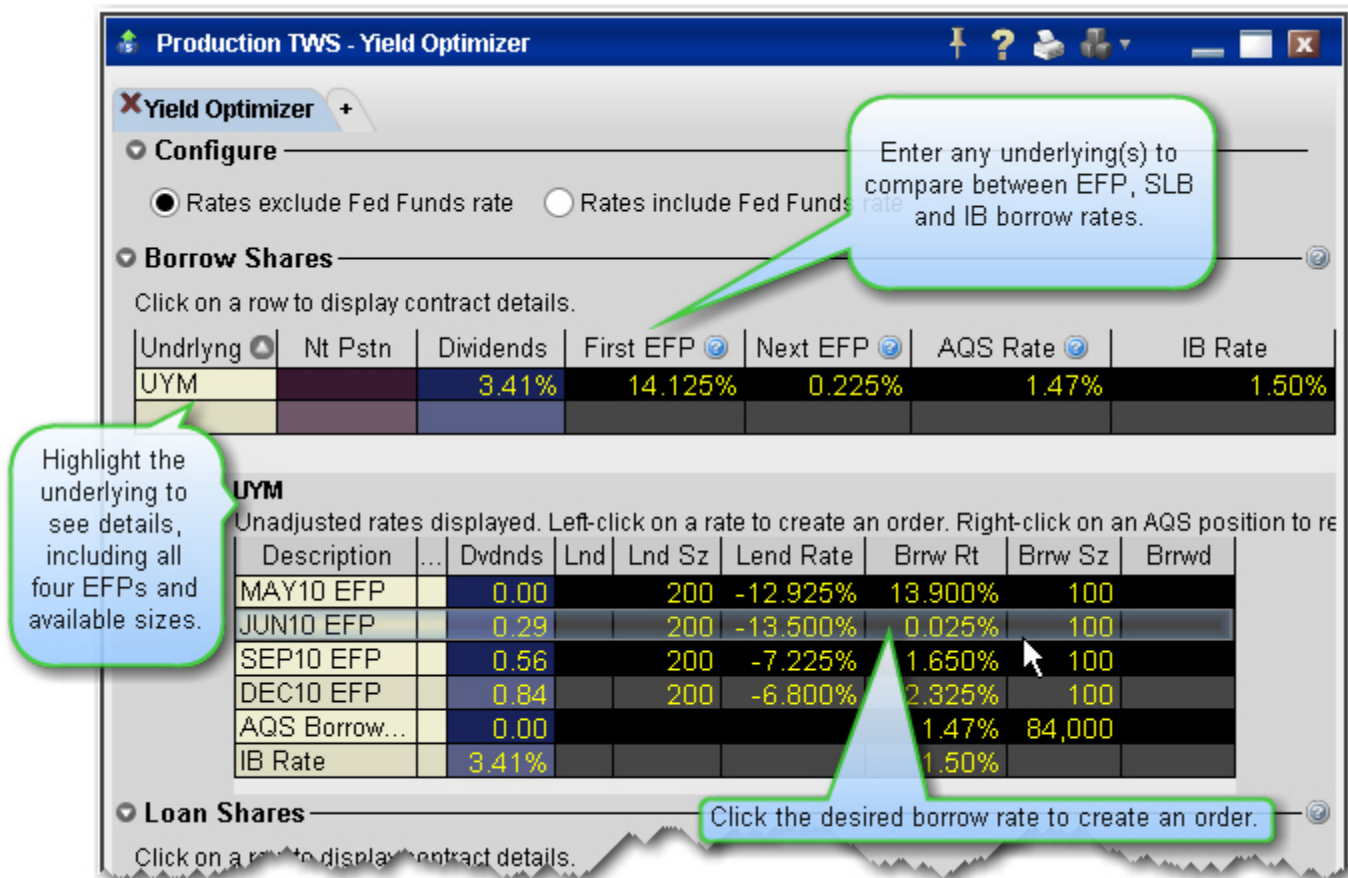 Production TWS - Yield Optimizer
Yield Optimizer +
Configure
Rates exclude Fed Funds rate Rates include Fed Funds rate
Enter any underlying(s) to
compare between EFP, SLB
and IB borrow rates.
Borrow Shares
Click on a row to display contract details.
Undrlyng Nt Pstn Dividends First EFP Next EFP AQS Rate IB Rate
UYM 3.41% 14.125% 0.225% 1.47% 1.50%
Highlight the
underlying to
see details,
including all
four EFPs and
available sizes.
UYM
Unadjusted rates displayed. Left-click on a rate to create an order. Right-click on an AQS position to re
Description ... Dvdnds Lnd Lnd Sz Lend Rate Brrw Rt Brrw Sz Brrwd
MAY10 EFP 0.00 200 -12.925% 13.900% 100
JUN10 EFP 0.29 200 -13.500% 0.025% 100
SEP10 EFP 0.56 200 -7.225% 1.650% 100
DEC10 EFP 0.84 200 -6.800% 2.325% 100
AQS Borrow... 0.00 1.47% 84,000
IB Rate 3.41% 1.50%
Click the desired borrow rate to create an order.
Loan Shares
Click on a row to display contract details.